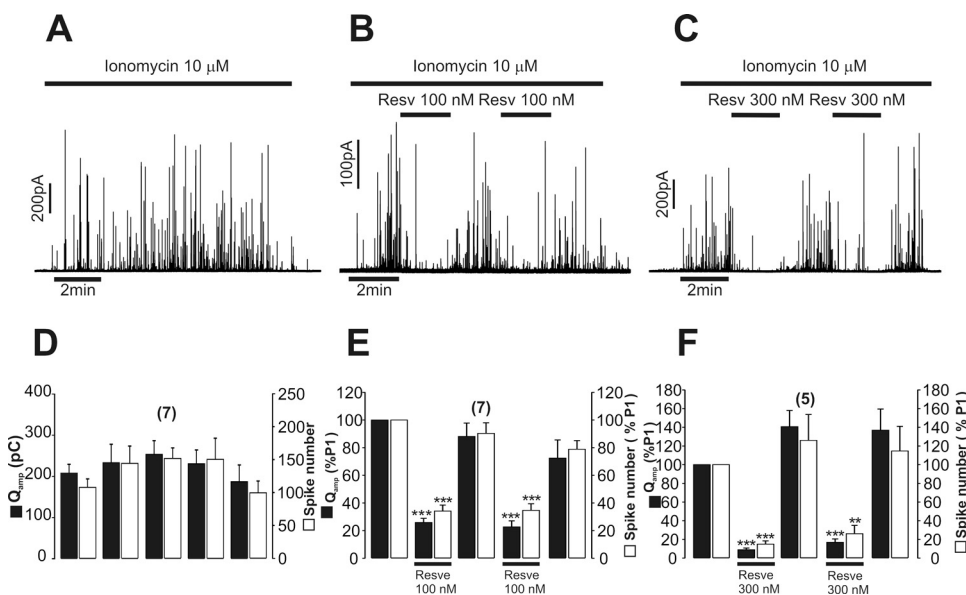 A
Ionomycin 10 μM
200pA
2min
B
Ionomycin 10 μM
Resv 100 nM Resv 100 nM
100pA
2min
C
Ionomycin 10 μM
Resv 300 nM Resv 300 nM
200pA
2min
D
400
300
200
100
0
Qamp (pC)
(7)
250
200
150
100
50
0
Spike number
E
120
100
80
60
40
20
0
Qamp (%P1)
(7)
*** ***
*** ***
120
100
80
60
40
20
0
Spike number ( % P1)
Resve
100 nM
Resve
100 nM
F
180
160
140
120
100
80
60
40
20
0
Qamp (%P1)
(5)
*** ***
*** **
180
160
140
120
100
80
60
40
20
0
Spike number ( % P1)
Resve
300 nM
Resve
300 nM